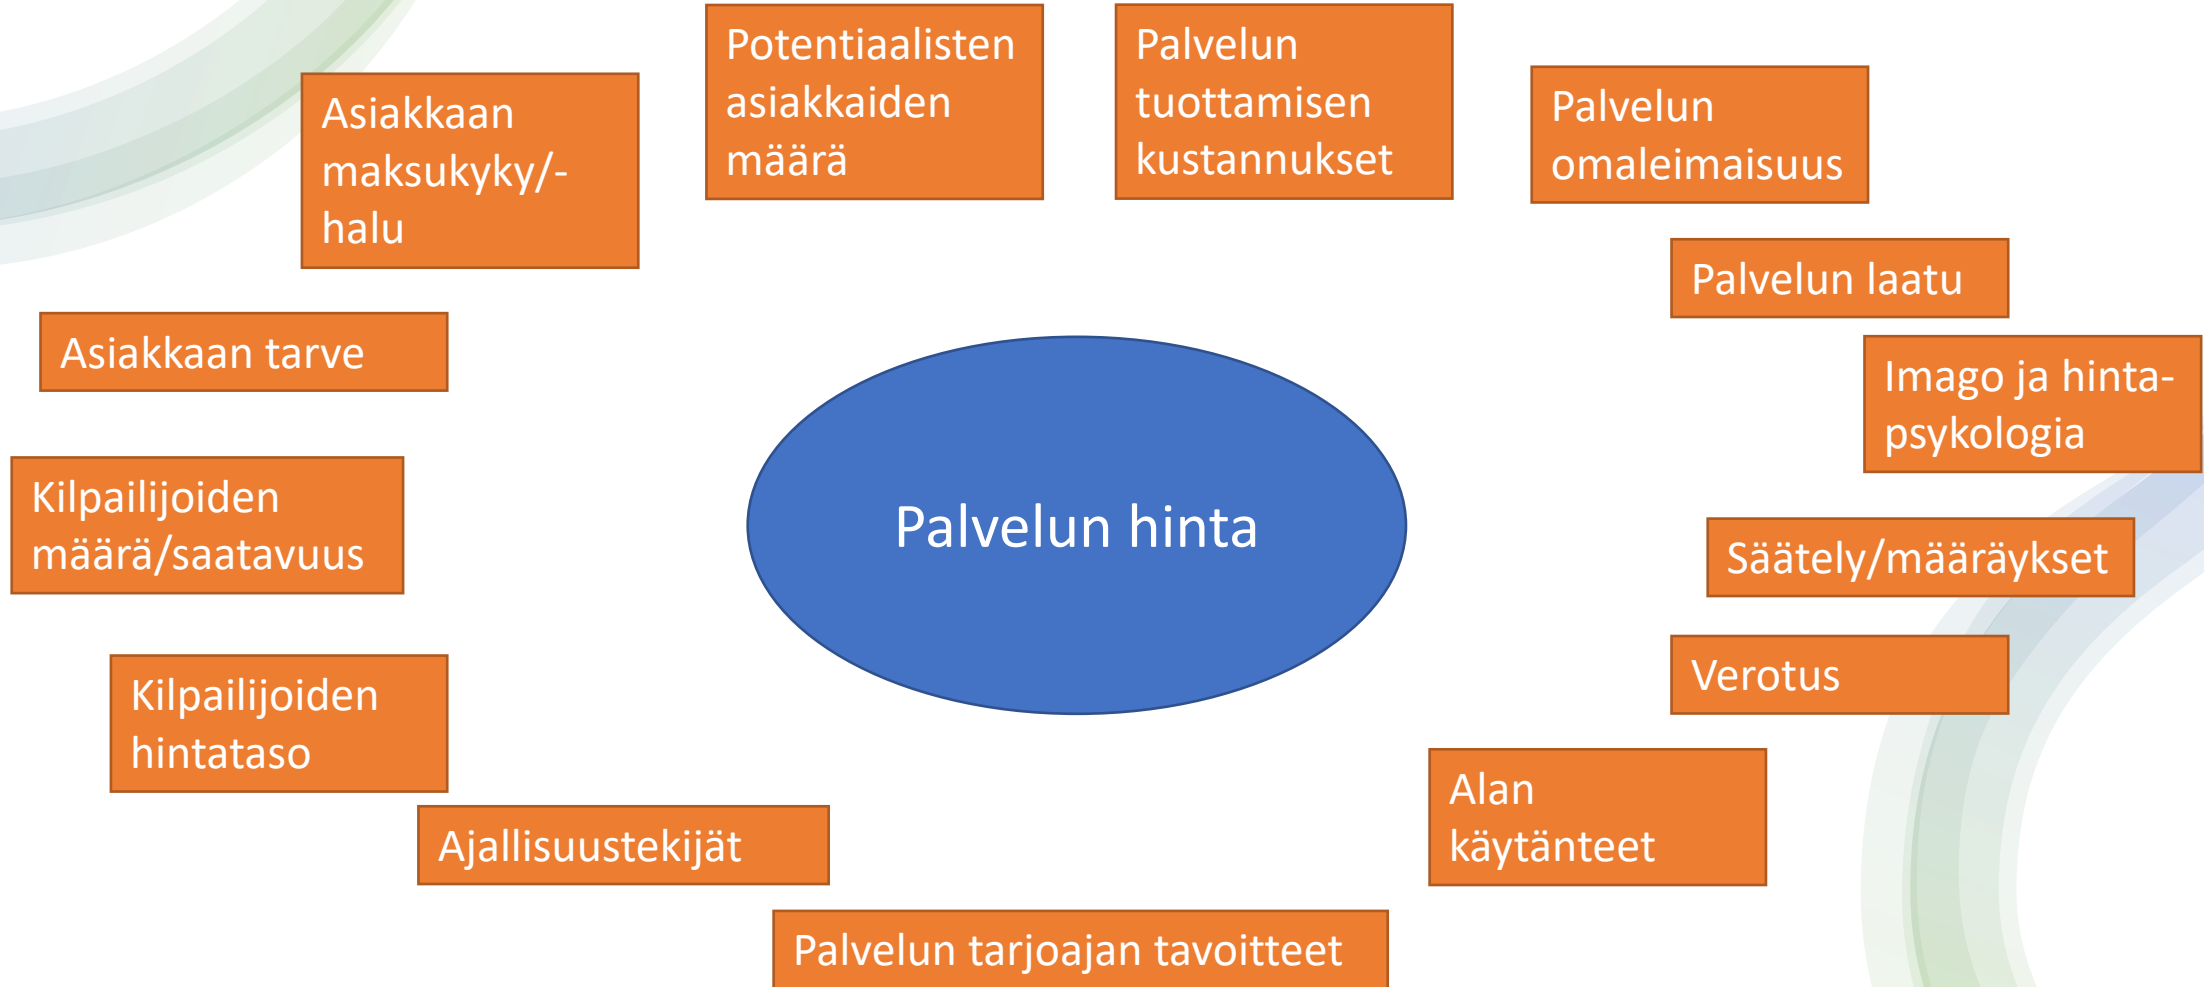 Potentiaalisten
asiakkaiden
määrä
Palvelun
tuottamisen
kustannukset
Asiakkaan
maksukyky/-
halu
Palvelun
omaleimaisuus
Palvelun laatu
Asiakkaan tarve
Imago ja hinta-
psykologia
Kilpailijoiden
määrä/saatavuus
Palvelun hinta
Säätely/määräykset
Verotus
Kilpailijoiden
hintataso
Alan
käytänteet
Ajallisuustekijät
Palvelun tarjoajan tavoitteet